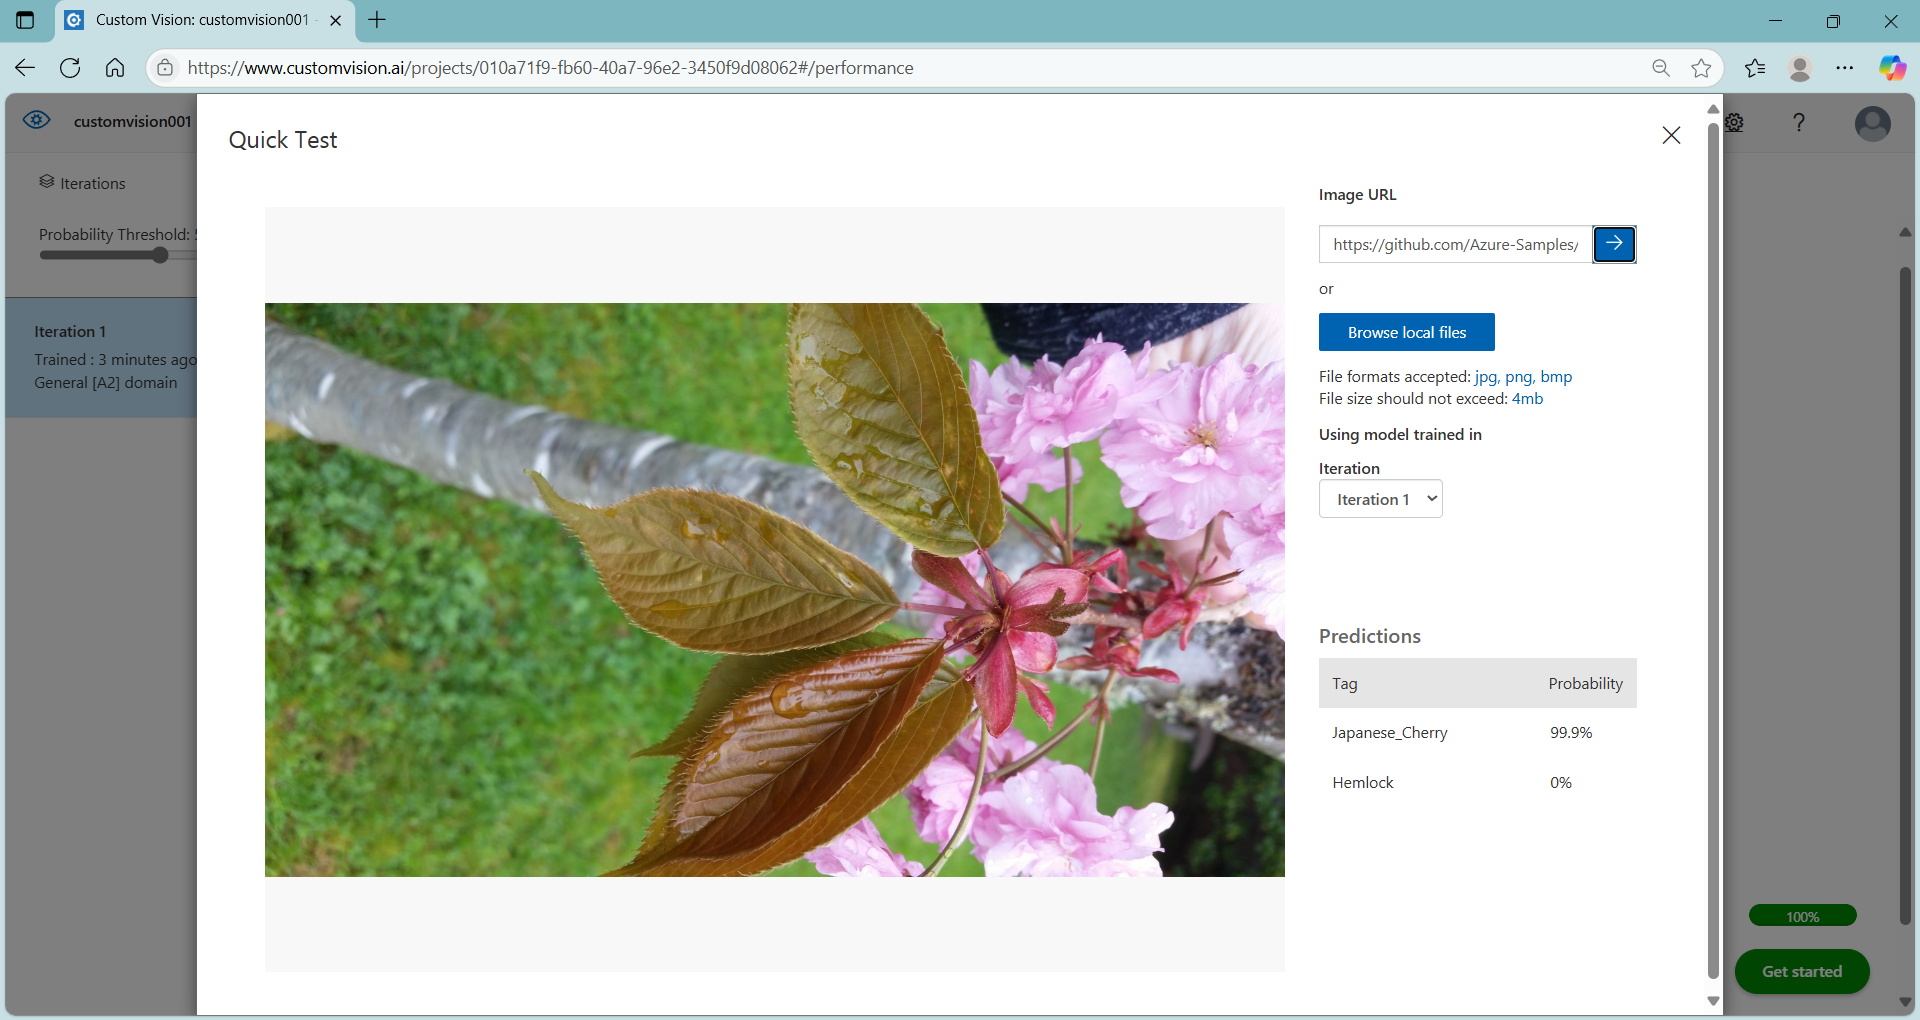 Custom Vision: customvision001 -
https://www.customvision.ai/projects/010a71f9-fb60-40a7-96e2-3450f9d08062#/performance
customvision001
?
Quick Test
Iterations
Probability Threshold:
Iteration 1
Trained : 3 minutes ago
General [A2] domain
Image URL
https://github.com/Azure-Samples/
or
Browse local files
File formats accepted: jpg, png, bmp
File size should not exceed: 4mb
Using model trained in
Iteration
Iteration 1
Predictions
Tag Probability
Japanese_Cherry 99.9%
Hemlock 0%
100%
Get started